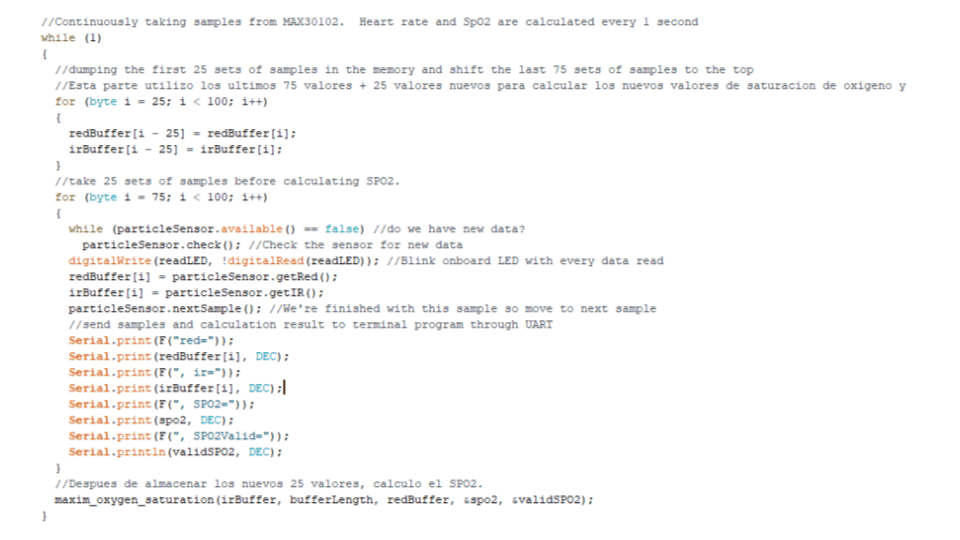 //Continuously taking samples from MAX30102.  Heart rate and SpO2 are calculated every 1 second
while (1)
{
  //dumping the first 25 sets of samples in the memory and shift the last 75 sets of samples to the top
  //Esta parte utilizo los ultimos 75 valores + 25 valores nuevos para calcular los nuevos valores de saturacion de oxigeno y
  for (byte i = 25; i < 100; i++)
  {
    redBuffer[i - 25] = redBuffer[i];
    irBuffer[i - 25] = irBuffer[i];
  }
  //take 25 sets of samples before calculating SPO2.
  for (byte i = 75; i < 100; i++)
  {
    while (particleSensor.available() == false) //do we have new data?
      particleSensor.check(); //Check the sensor for new data
    digitalWrite(readLED, !digitalRead(readLED)); //Blink onboard LED with every data read
    redBuffer[i] = particleSensor.getRed();
    irBuffer[i] = particleSensor.getIR();
    particleSensor.nextSample(); //We're finished with this sample so move to next sample
    //send samples and calculation result to terminal program through UART
    Serial.print(F("red="));
    Serial.print(redBuffer[i], DEC);
    Serial.print(F(", ir="));
    Serial.print(irBuffer[i], DEC);
    Serial.print(F(", SPO2="));
    Serial.print(spo2, DEC);
    Serial.print(F(", SPO2Valid="));
    Serial.println(validSPO2, DEC);
  }
  //Despues de almacenar los nuevos 25 valores, calculo el SPO2.
  maxim_oxygen_saturation(irBuffer, bufferLength, redBuffer, &spo2, &validSPO2);
}